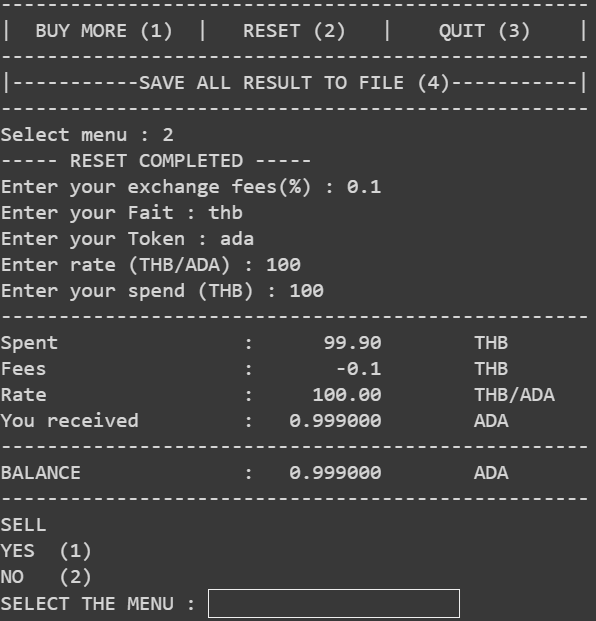 ---------------------------------------------------
|  BUY MORE (1)  |   RESET (2)   |    QUIT (3)    |
---------------------------------------------------
|-----------SAVE ALL RESULT TO FILE (4)-----------|
---------------------------------------------------
Select menu : 2
----- RESET COMPLETED -----
Enter your exchange fees(%) : 0.1
Enter your Fait : thb
Enter your Token : ada
Enter rate (THB/ADA) : 100
Enter your spend (THB) : 100
---------------------------------------------------
Spent                :      99.90        THB
Fees                 :       -0.1        THB
Rate                 :     100.00        THB/ADA
You received         :   0.999000        ADA
---------------------------------------------------
BALANCE              :   0.999000        ADA
---------------------------------------------------
SELL
YES  (1)
NO   (2)
SELECT THE MENU :